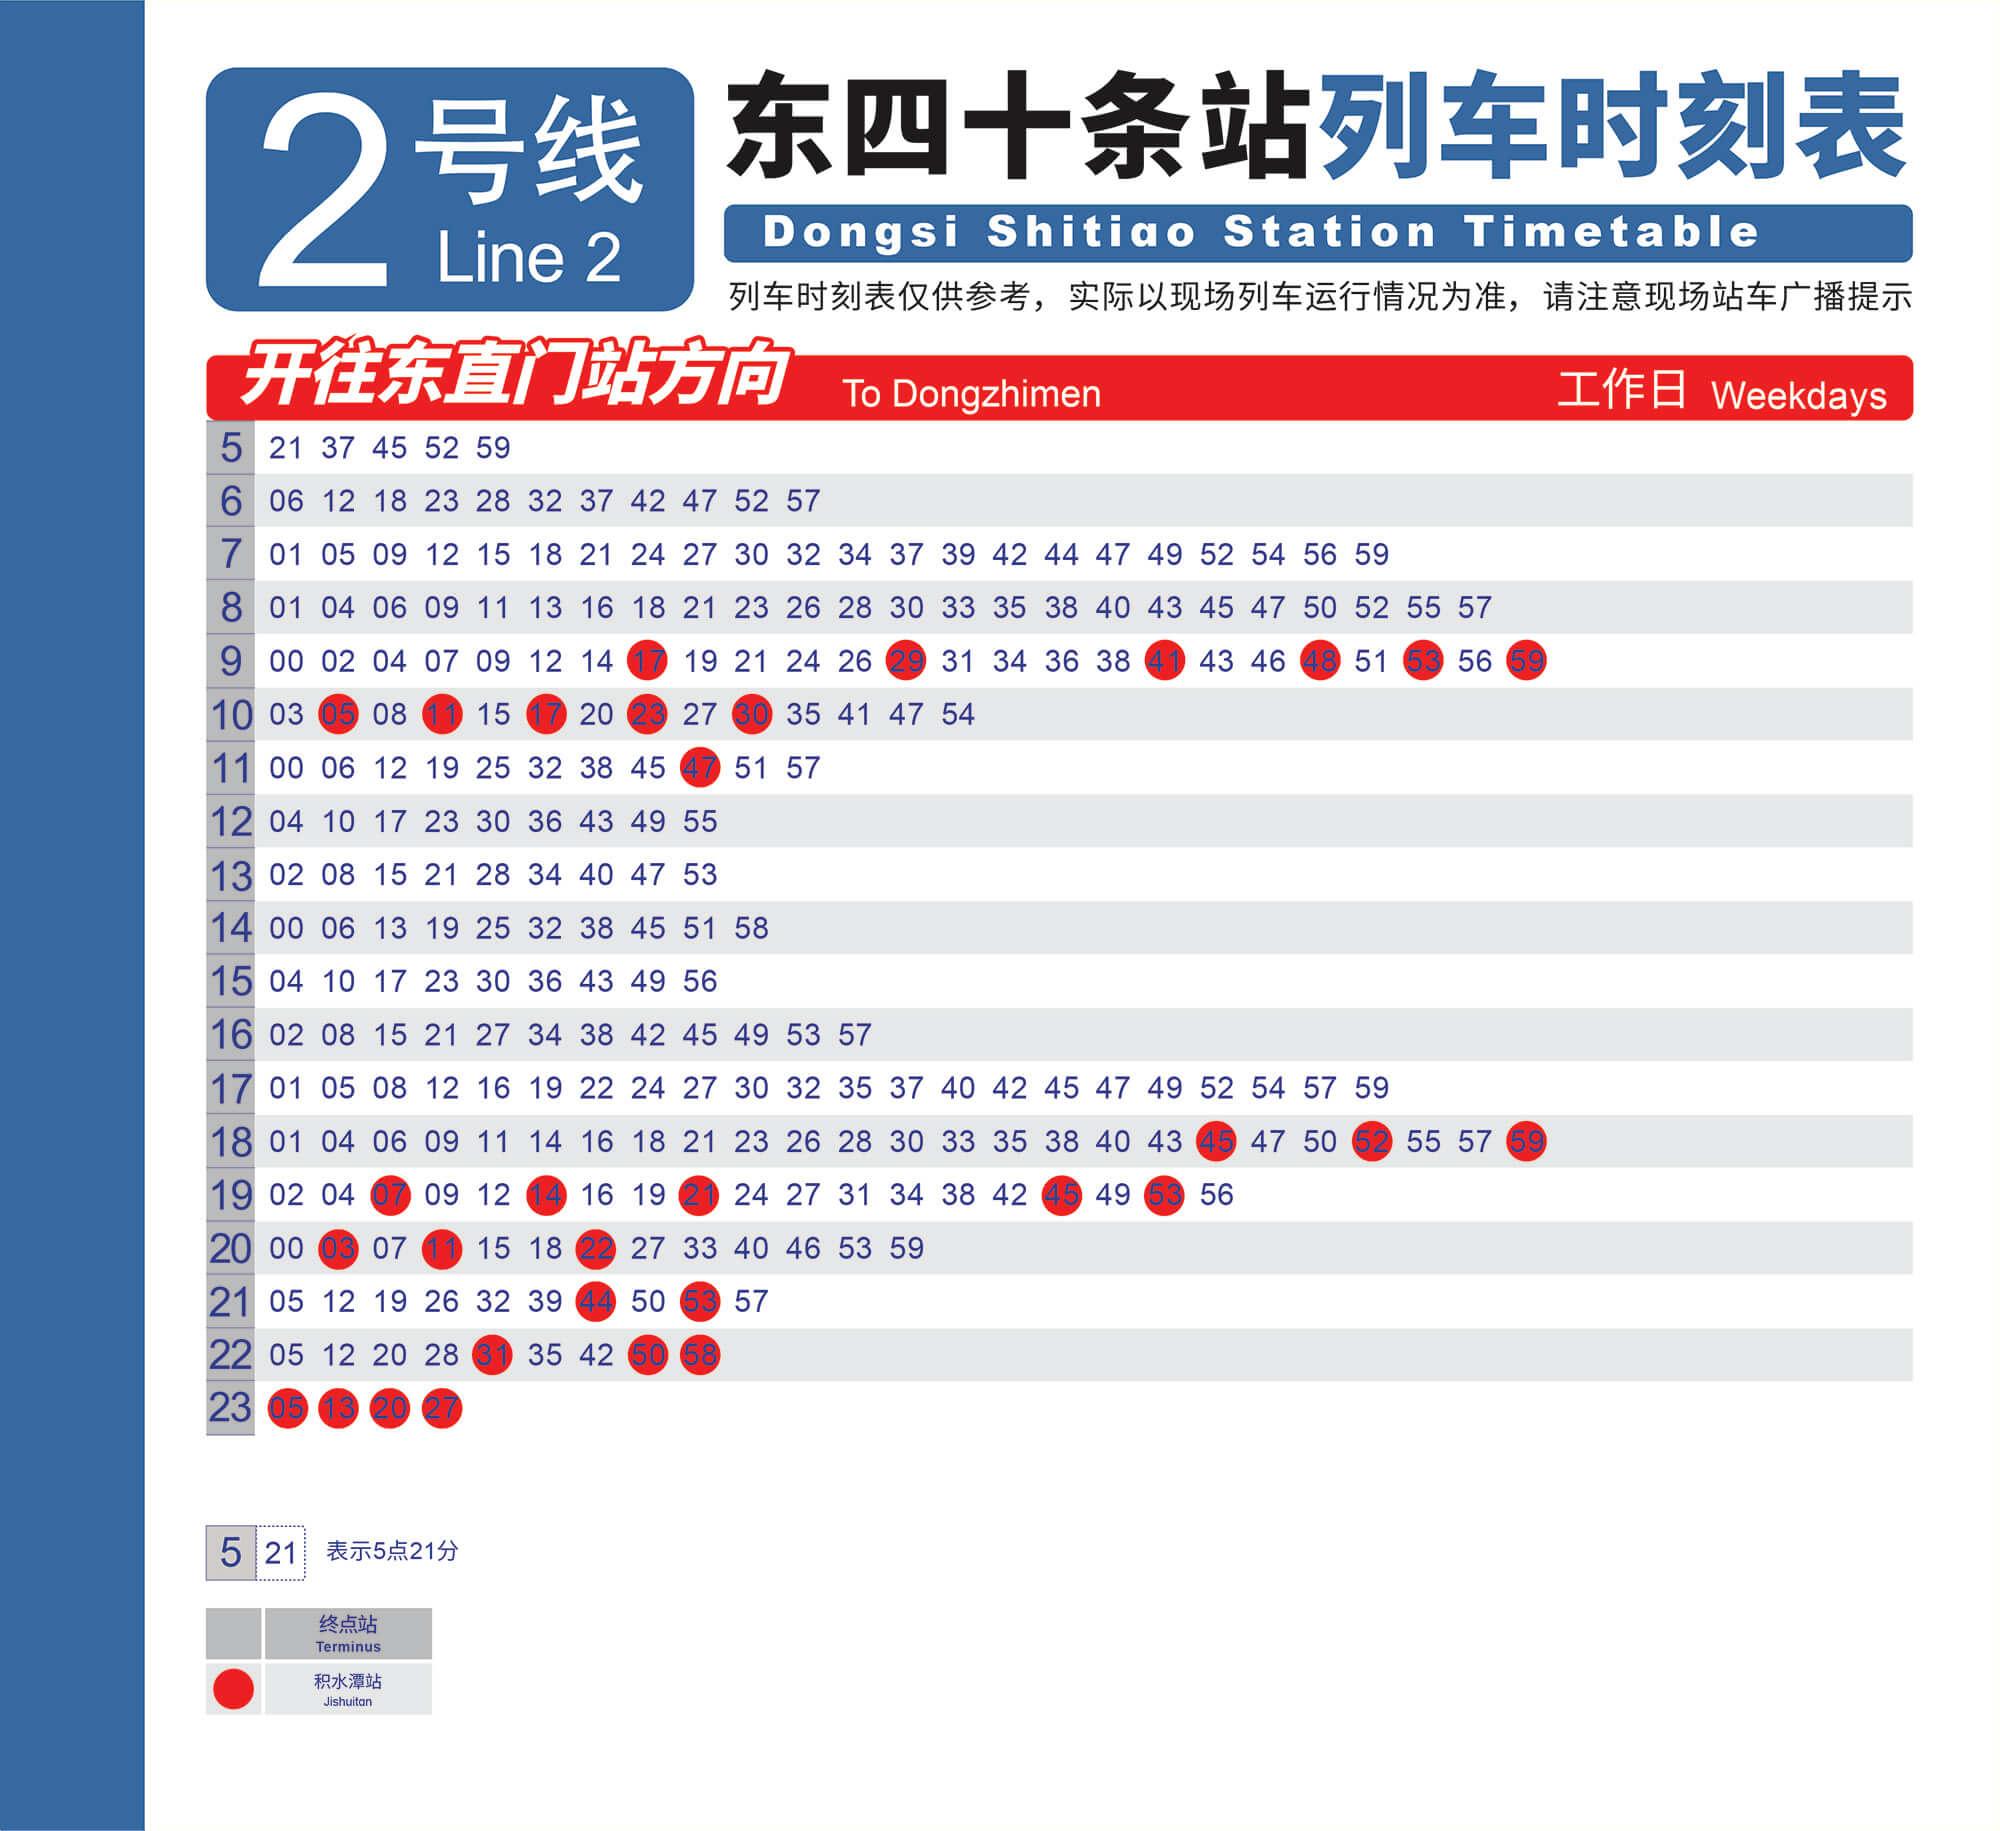 2号线
Line 2
东四十条站列车时刻表
Dongsi Shitiao Station Timetable
列车时刻表仅供参考，实际以现场列车运行情况为准，请注意现场站车广播提示
开往东直门站方向 To Dongzhimen 工作日 Weekdays
5 21 37 45 52 59
6 06 12 18 23 28 32 37 42 47 52 57
7 01 05 09 12 15 18 21 24 27 30 32 34 37 39 42 44 47 49 52 54 56 59
8 01 04 06 09 11 13 16 18 21 23 26 28 30 33 35 38 40 43 45 47 50 52 55 57
9 00 02 04 07 09 12 14 17 19 21 24 26 29 31 34 36 38 41 43 46 48 51 53 56 59
10 03 05 08 11 15 17 20 23 27 30 35 41 47 54
11 00 06 12 19 25 32 38 45 47 51 57
12 04 10 17 23 30 36 43 49 55
13 02 08 15 21 28 34 40 47 53
14 00 06 13 19 25 32 38 45 51 58
15 04 10 17 23 30 36 43 49 56
16 02 08 15 21 27 34 38 42 45 49 53 57
17 01 05 08 12 16 19 22 24 27 30 32 35 37 40 42 45 47 49 52 54 57 59
18 01 04 06 09 11 14 16 18 21 23 26 28 30 33 35 38 40 43 45 47 50 52 55 57 59
19 02 04 07 09 12 14 16 19 21 24 27 31 34 38 42 45 49 53 56
20 00 03 07 11 15 18 22 27 33 40 46 53 59
21 05 12 19 26 32 39 44 50 53 57
22 05 12 20 28 31 35 42 50 58
23 05 13 20 27
5 21 表示5点21分
终点站
Terminus
积水潭站
Jishuitan